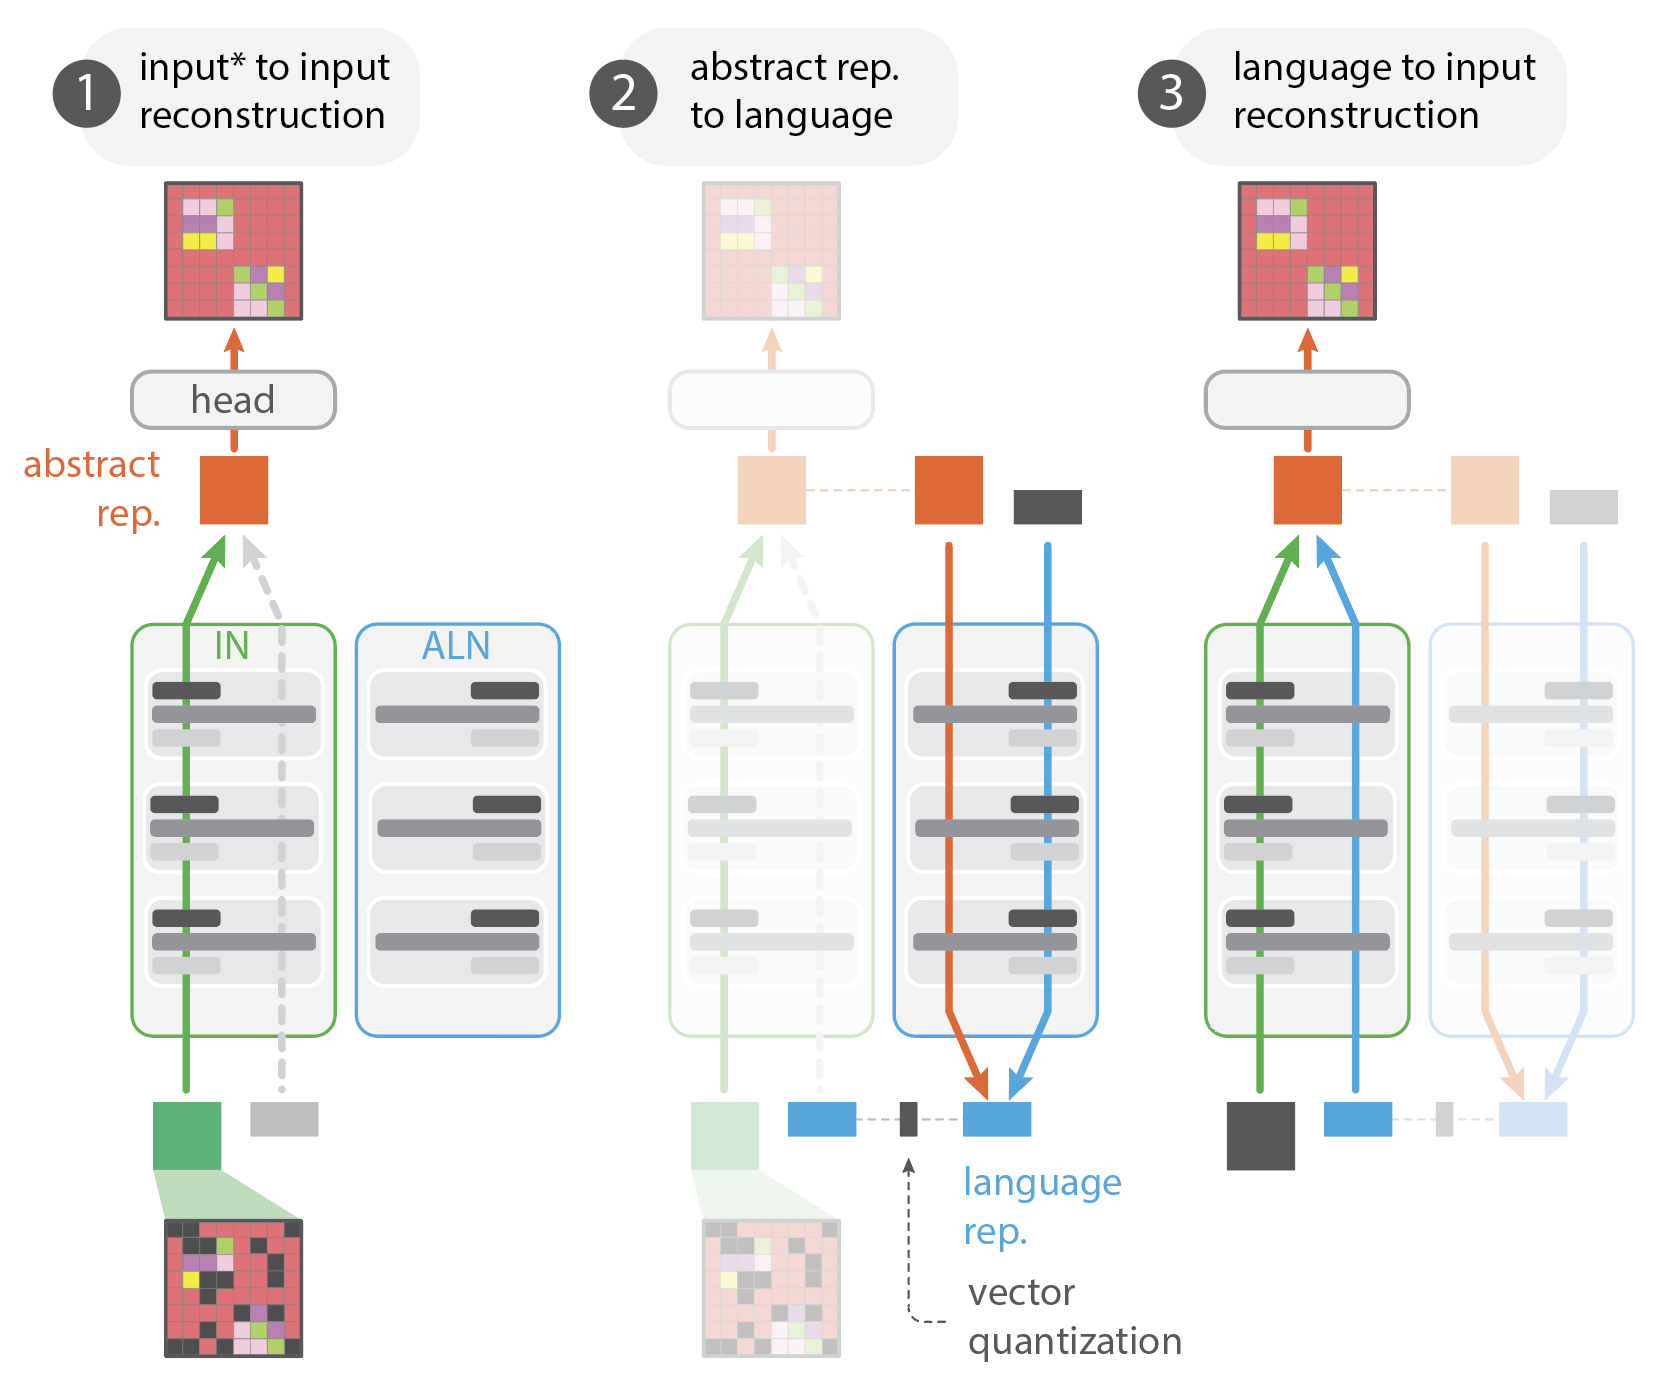 1
input* to input
reconstruction
2
abstract rep.
to language
3
language to input
reconstruction
head
abstract
rep.
IN
ALN
language
rep.
vector
quantization